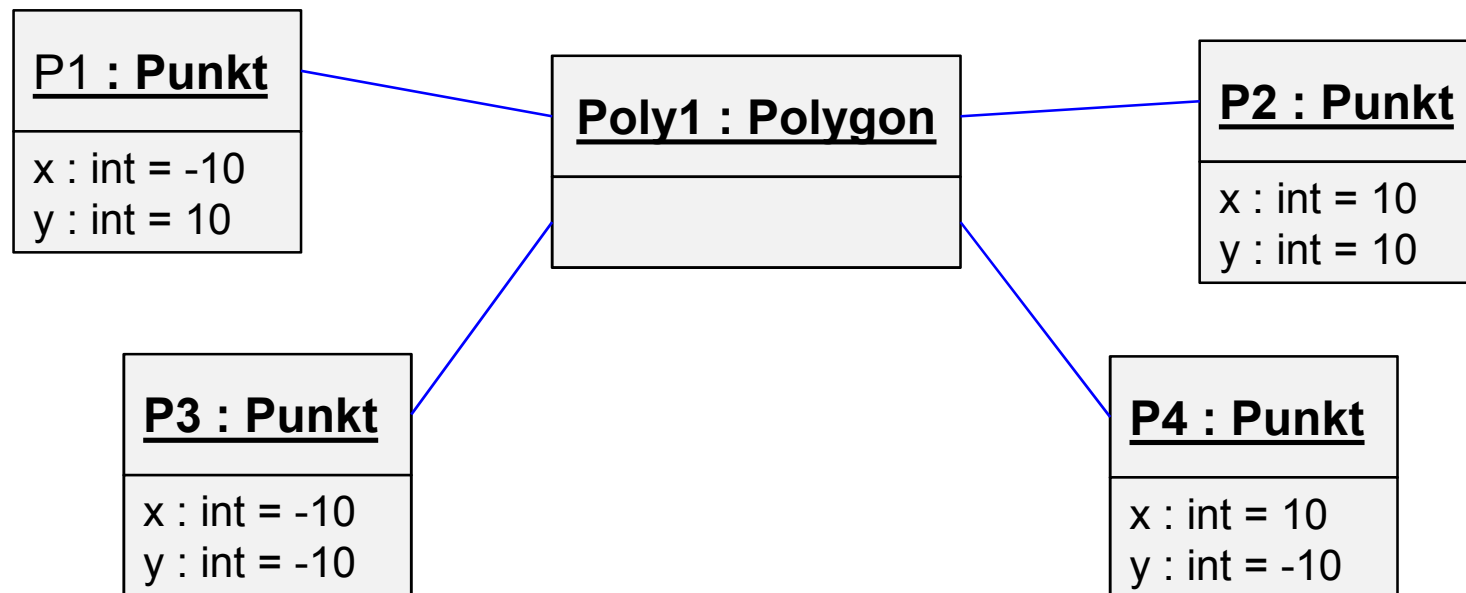 P1 : Punkt
x : int = -10
y : int = 10
Poly1 : Polygon
P2 : Punkt
x : int = 10
y : int = 10
P3 : Punkt
x : int = -10
y : int = -10
P4 : Punkt
x : int = 10
y : int = -10